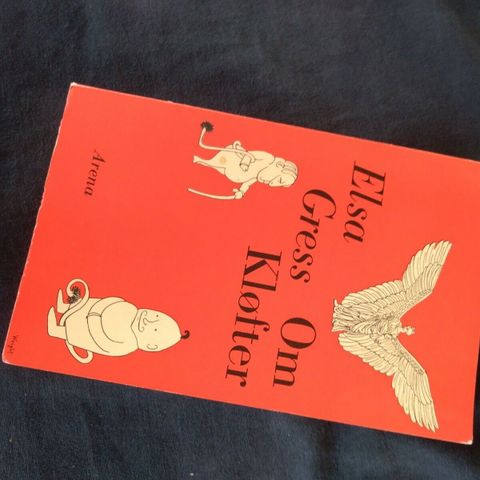 Elsa
Gress Om
Kløfter
Arena